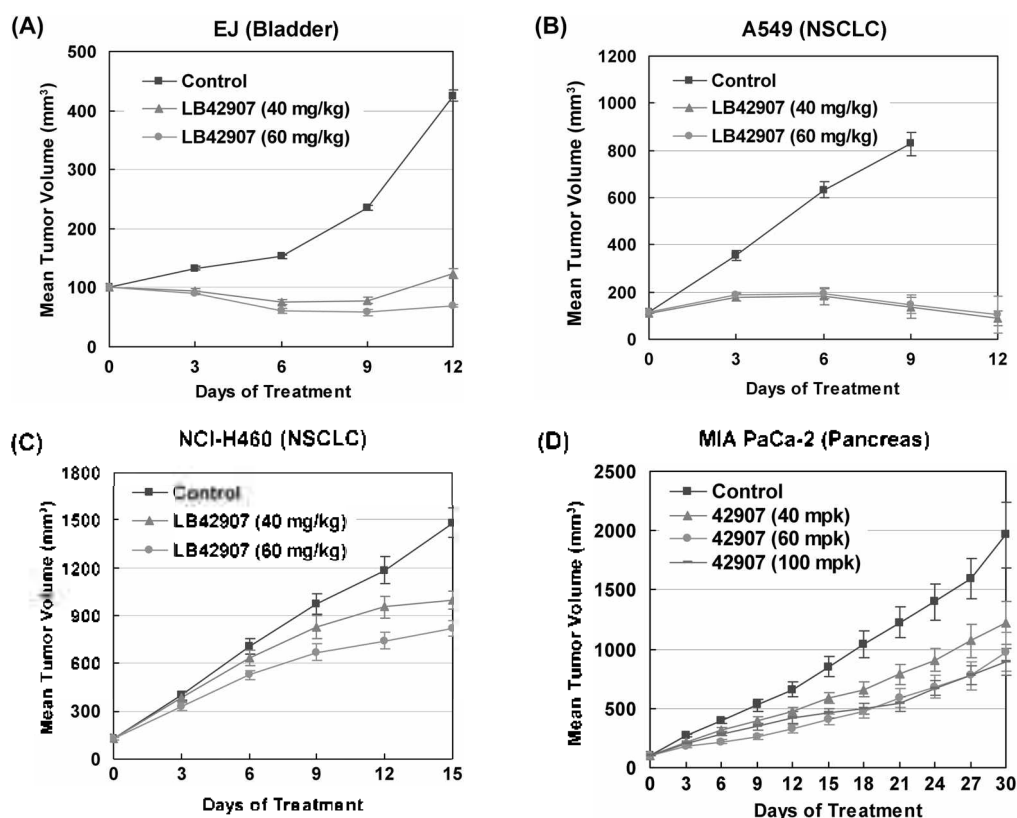 (A)
EJ (Bladder)
500
400
300
200
100
0
Mean Tumor Volume (mm³)
Control
LB42907 (40 mg/kg)
LB42907 (60 mg/kg)
0 3 6 9 12
Days of Treatment
(B)
A549 (NSCLC)
1200
1000
800
600
400
200
0
Mean Tumor Volume (mm³)
Control
LB42907 (40 mg/kg)
LB42907 (60 mg/kg)
0 3 6 9 12
Days of Treatment
(C)
NCI-H460 (NSCLC)
1800
1500
1200
900
600
300
0
Mean Tumor Volume (mm³)
Control
LB42907 (40 mg/kg)
LB42907 (60 mg/kg)
0 3 6 9 12 15
Days of Treatment
(D)
MIA PaCa-2 (Pancreas)
2500
2000
1500
1000
500
0
Mean Tumor Volume (mm³)
Control
42907 (40 mpk)
42907 (60 mpk)
42907 (100 mpk)
0 3 6 9 12 15 18 21 24 27 30
Days of Treatment